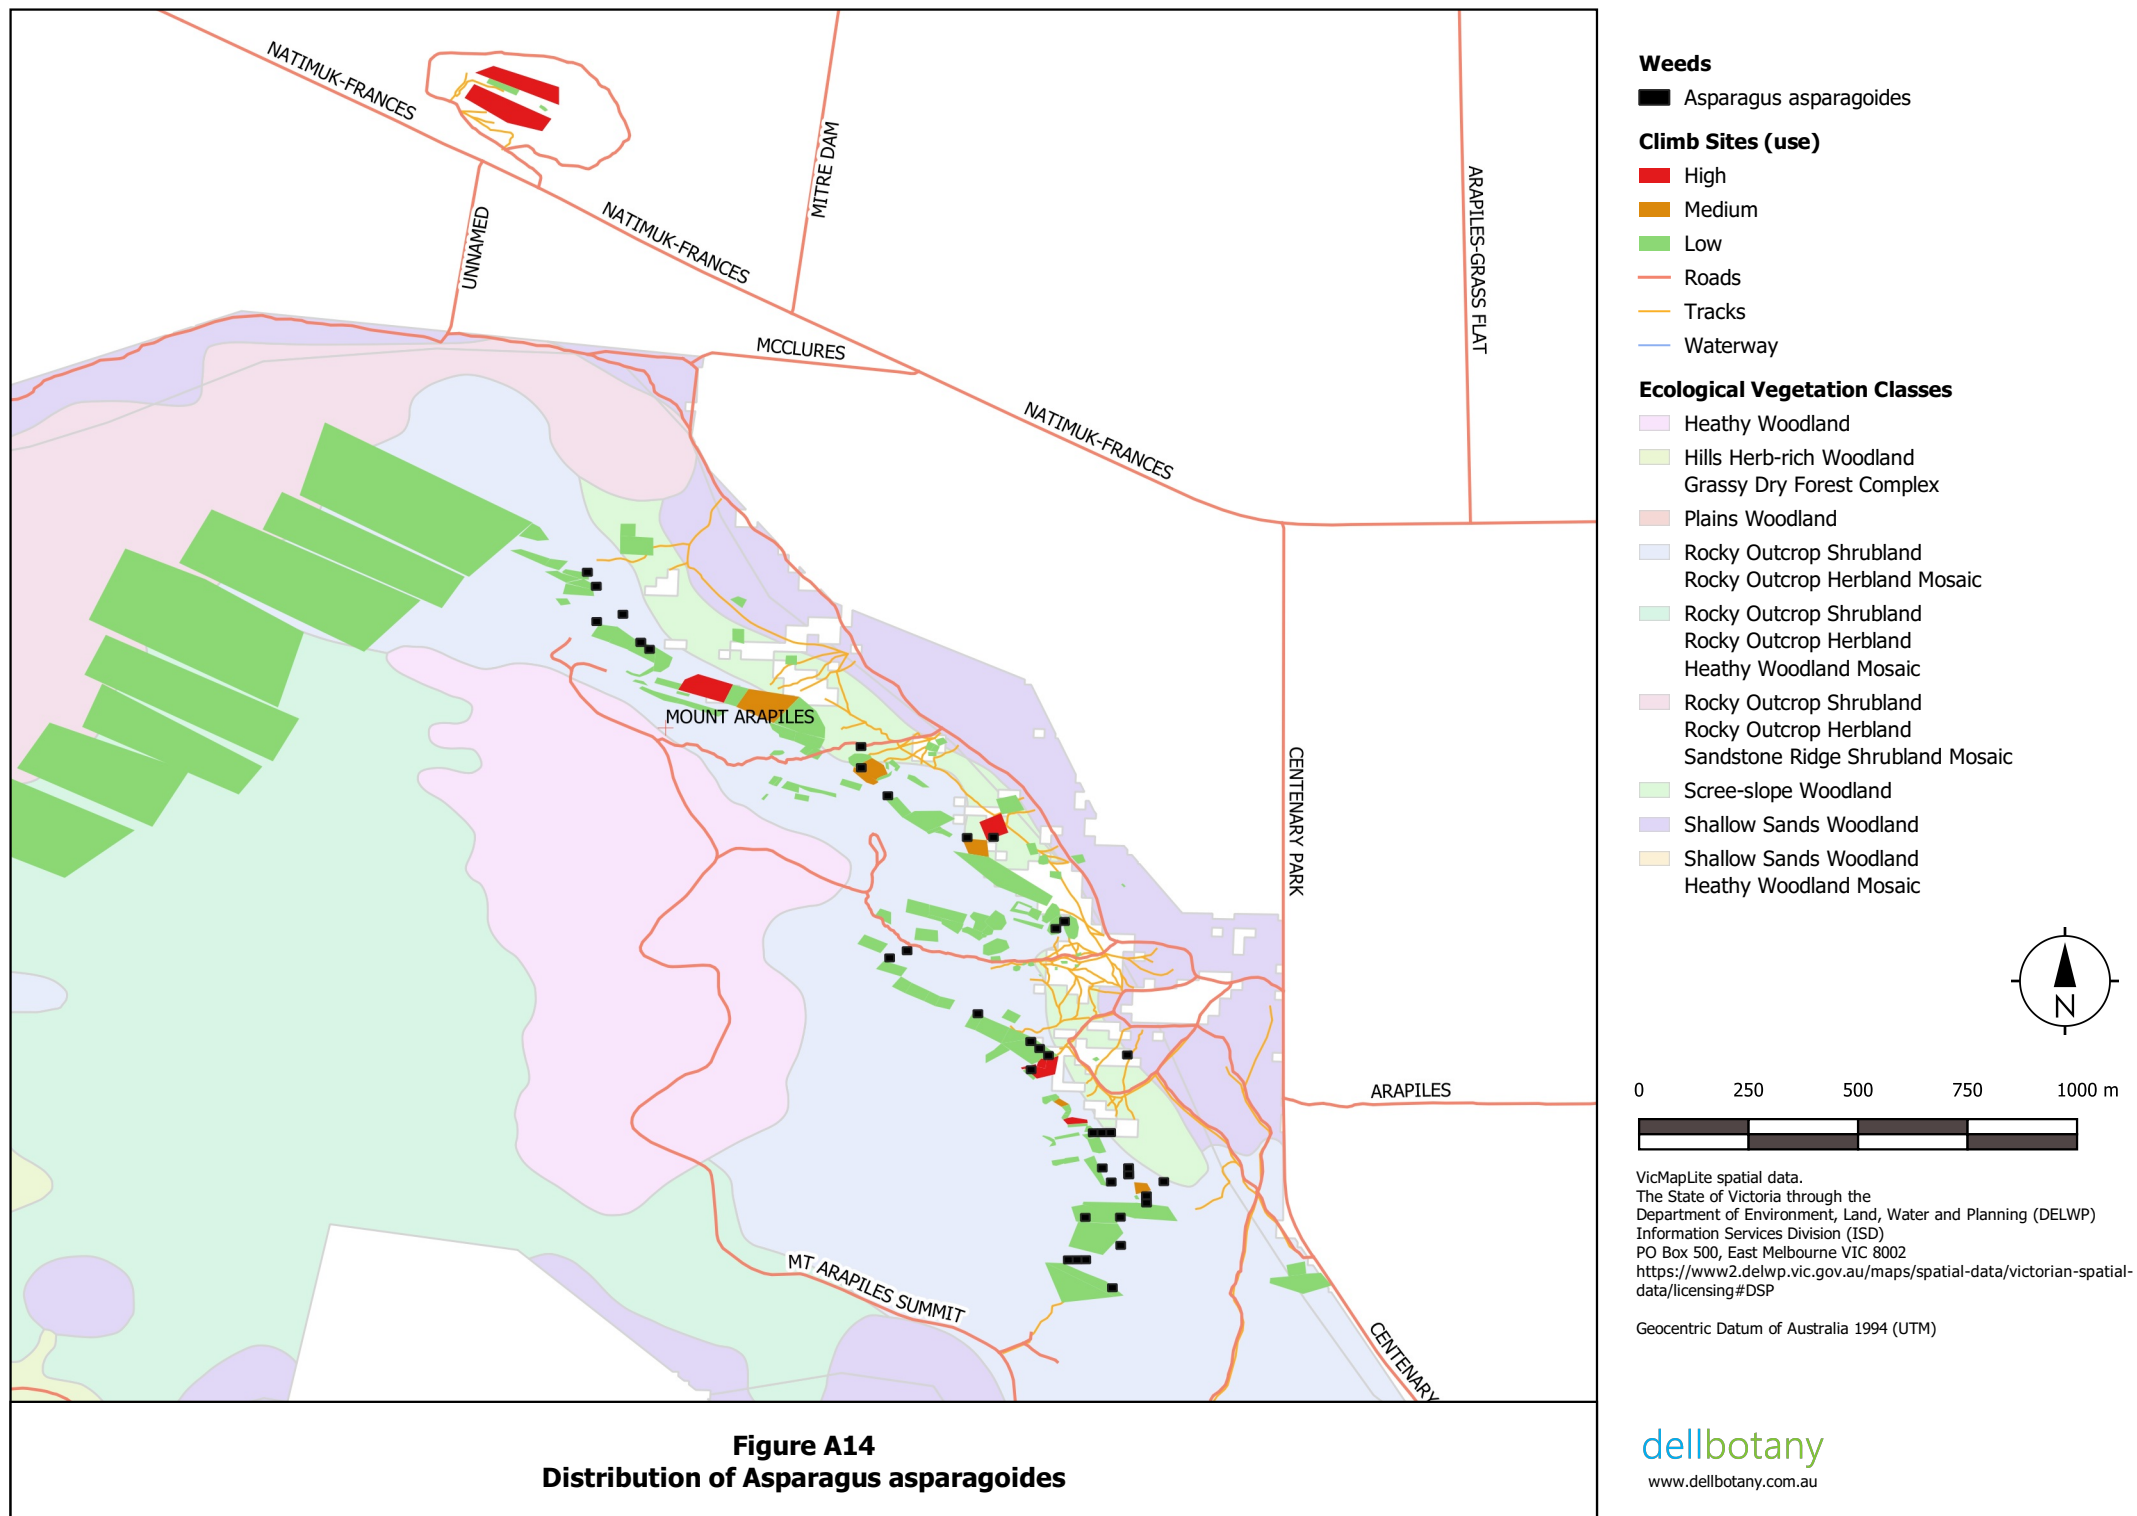 NATIMUK-FRANCES
MITRE DAM
ARAPILES-GRASS FLAT
UNNAMED
NATIMUK-FRANCES
MCCLURES
NATIMUK-FRANCES
MOUNT ARAPILES
CENTENARY PARK
ARAPILES
MT ARAPILES SUMMIT
CENTENARY
Figure A14
Distribution of Asparagus asparagoides
Weeds
Asparagus asparagoides
Climb Sites (use)
High
Medium
Low
Roads
Tracks
Waterway
Ecological Vegetation Classes
Heathy Woodland
Hills Herb-rich Woodland
Grassy Dry Forest Complex
Plains Woodland
Rocky Outcrop Shrubland
Rocky Outcrop Herbland Mosaic
Rocky Outcrop Shrubland
Rocky Outcrop Herbland
Heathy Woodland Mosaic
Rocky Outcrop Shrubland
Rocky Outcrop Herbland
Sandstone Ridge Shrubland Mosaic
Scree-slope Woodland
Shallow Sands Woodland
Shallow Sands Woodland
Heathy Woodland Mosaic
N
0 250 500 750 1000 m
VicMapLite spatial data.
The State of Victoria through the
Department of Environment, Land, Water and Planning (DELWP)
Information Services Division (ISD)
PO Box 500, East Melbourne VIC 8002
https://www2.delwp.vic.gov.au/maps/spatial-data/victorian-spatial-
data/licensing#DSP
Geocentric Datum of Australia 1994 (UTM)
dellbotany
www.dellbotany.com.au